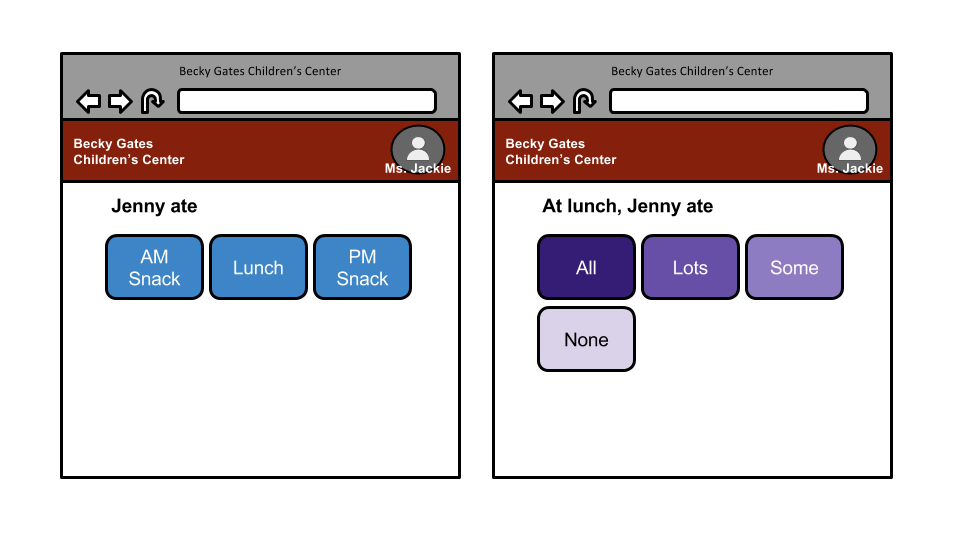 Becky Gates Children’s Center
Becky Gates
Children’s Center
Ms. Jackie
Jenny ate
AM
Snack
Lunch
PM
Snack
Becky Gates Children’s Center
Becky Gates
Children’s Center
Ms. Jackie
At lunch, Jenny ate
All
Lots
Some
None